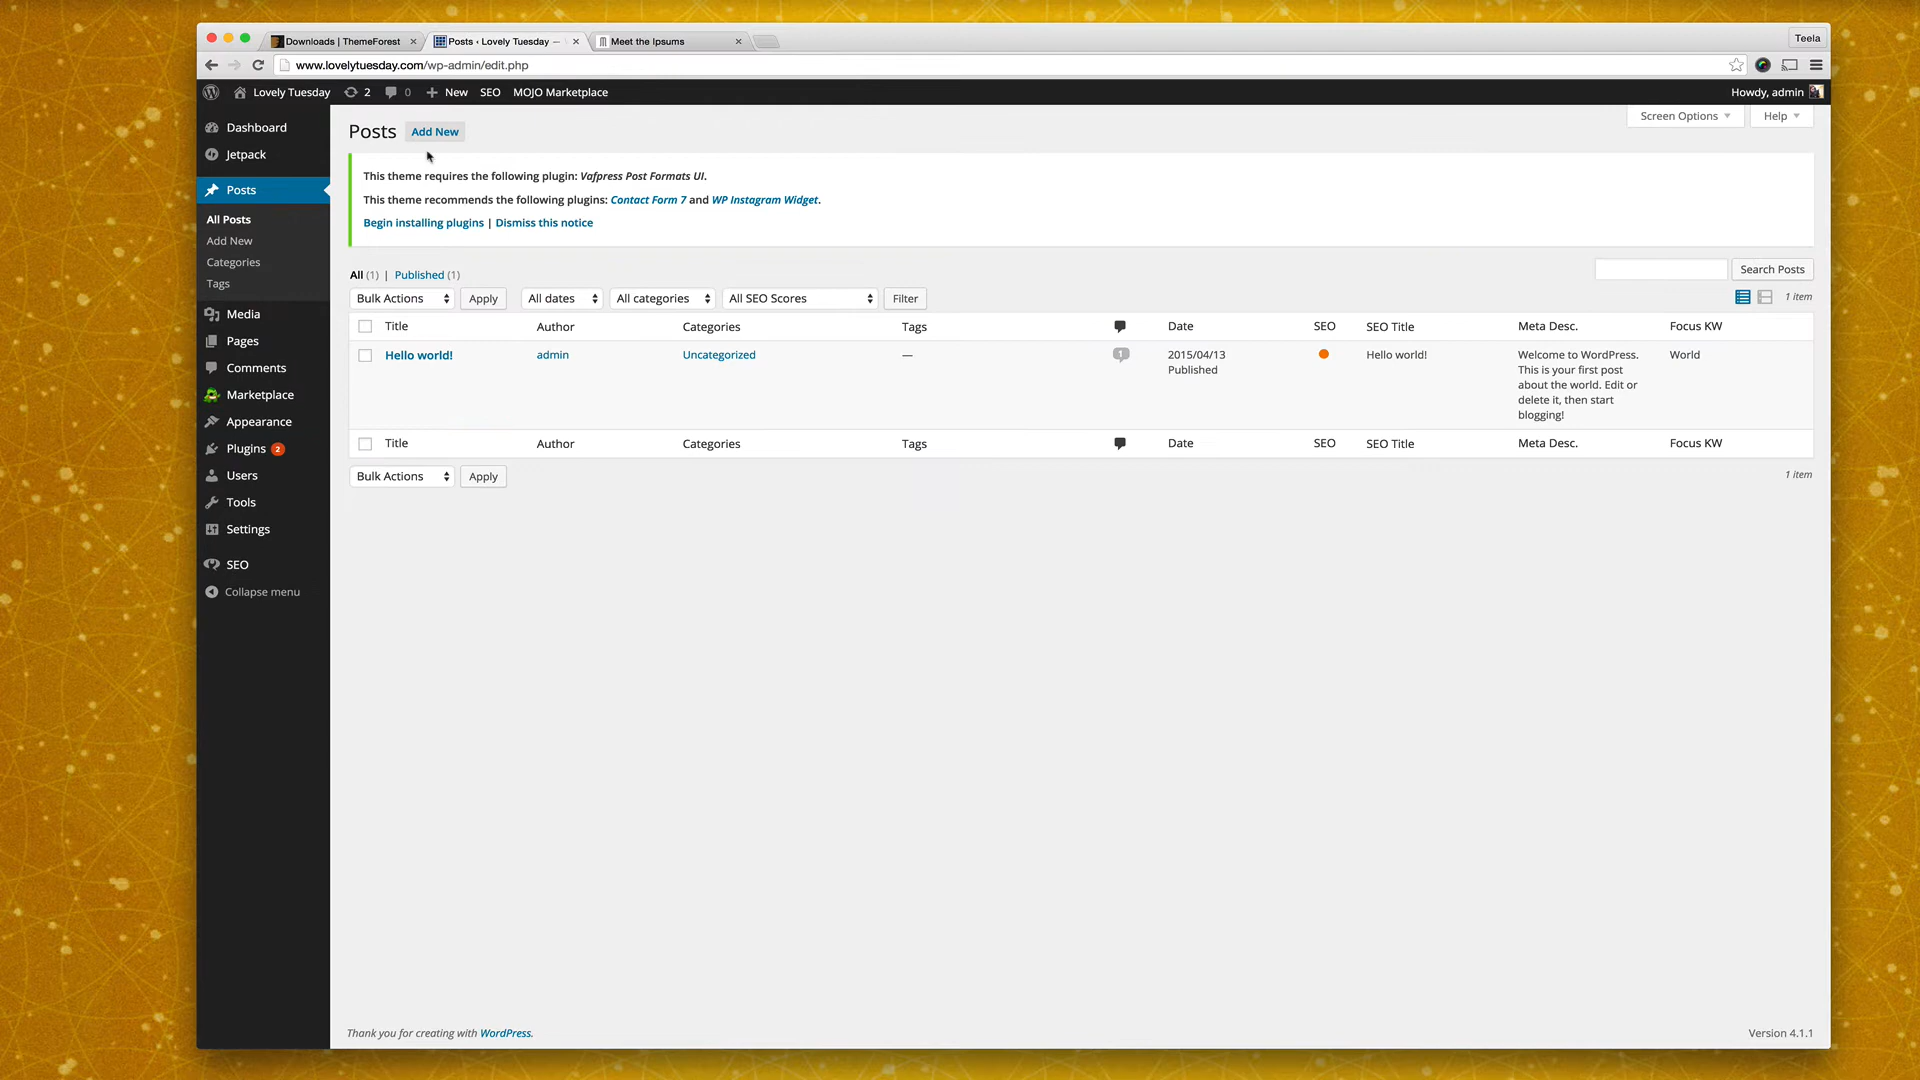 Downloads | ThemeForest
Posts ‹ Lovely Tuesday —
Meet the Ipsums
Teela
www.lovelytuesday.com/wp-admin/edit.php
Lovely Tuesday 2 0 New SEO MOJO Marketplace
Howdy, admin
Dashboard
Jetpack
Posts
All Posts
Add New
Categories
Tags
Media
Pages
Comments
Marketplace
Appearance
Plugins 2
Users
Tools
Settings
SEO
Collapse menu
Posts Add New
Screen Options Help
This theme requires the following plugin: Vafpress Post Formats UI.
This theme recommends the following plugins: Contact Form 7 and WP Instagram Widget.
Begin installing plugins | Dismiss this notice
All (1) | Published (1)
Search Posts
Bulk Actions Apply All dates All categories All SEO Scores Filter
1 item
Title Author Categories Tags Date SEO SEO Title Meta Desc. Focus KW
Hello world! admin Uncategorized — 1 2015/04/13 Hello world! Welcome to WordPress. World
Published This is your first post
about the world. Edit or
delete it, then start
blogging!
Title Author Categories Tags Date SEO SEO Title Meta Desc. Focus KW
Bulk Actions Apply
1 item
Thank you for creating with WordPress.
Version 4.1.1